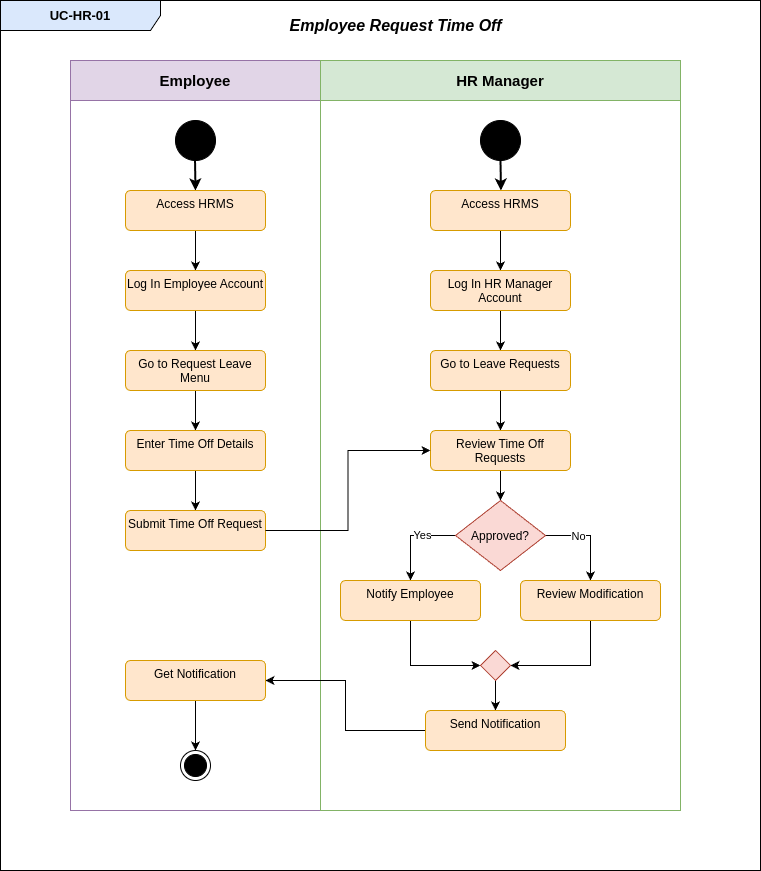 UC-HR-01
Employee Request Time Off
Employee
HR Manager
Access HRMS
Access HRMS
Log In Employee Account
Log In HR Manager
Account
Go to Request Leave
Menu
Go to Leave Requests
Enter Time Off Details
Review Time Off
Requests
Submit Time Off Request
Approved?
Yes
No
Notify Employee
Review Modification
Get Notification
Send Notification